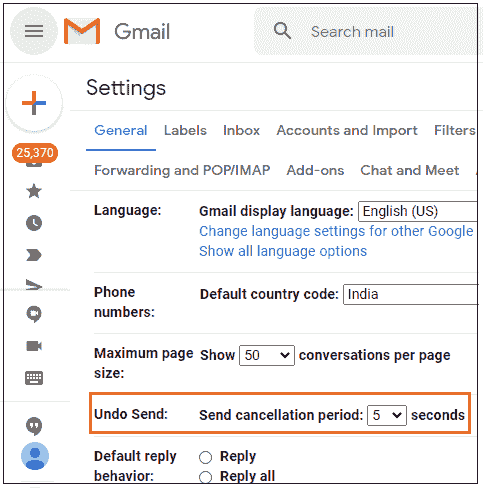 Gmail
Search mail
Settings
25,370
General Labels Inbox Accounts and Import Filters
Forwarding and POP/IMAP Add-ons Chat and Meet
Language: Gmail display language: English (US)
Change language settings for other Google
Show all language options
Phone numbers: Default country code: India
Maximum page size: Show 50 conversations per page
Undo Send: Send cancellation period: 5 seconds
Default reply behavior: Reply
Reply all